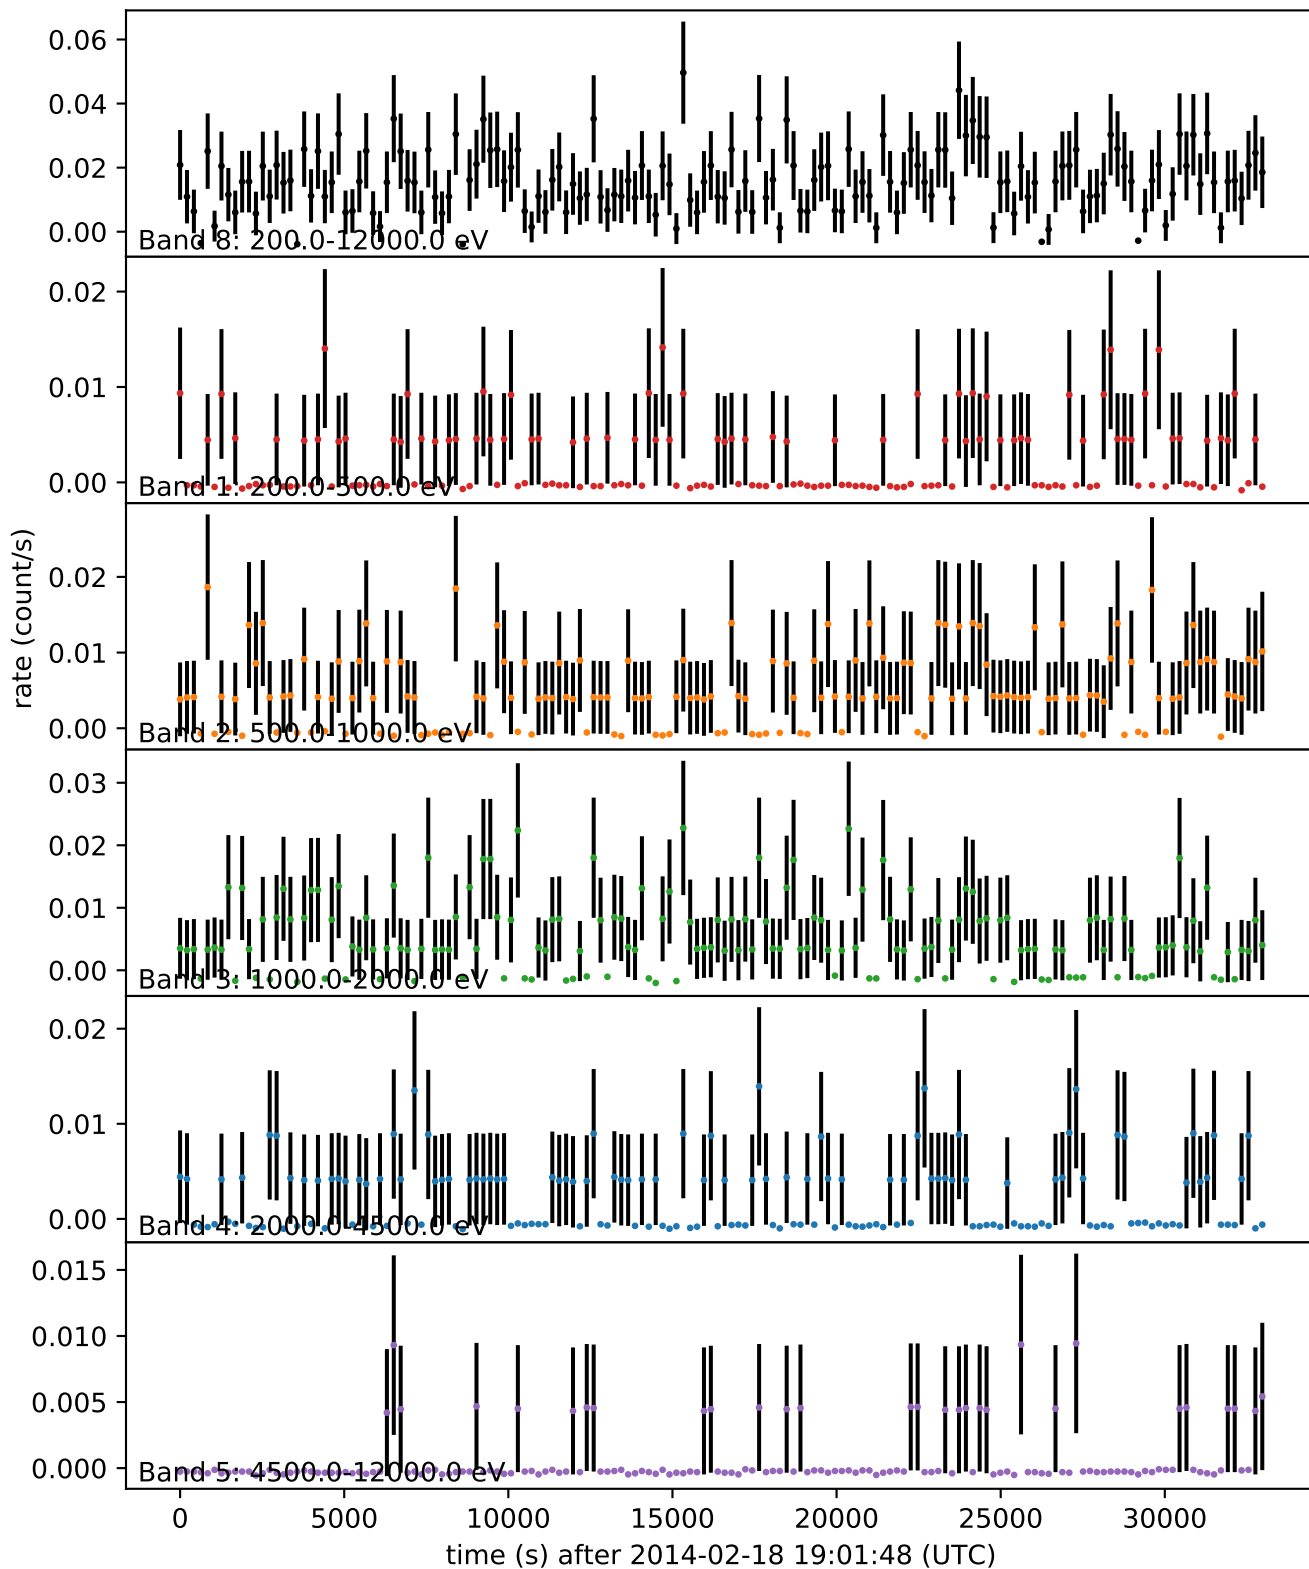 0.06
0.04
0.02
0.00
Band 8: 200.0-12000.0 eV
0.02
0.01
0.00
Band 1: 200.0-500.0 eV
rate (count/s)
0.02
0.01
0.00
Band 2: 500.0-1000.0 eV
0.03
0.02
0.01
0.00
Band 3: 1000.0-2000.0 eV
0.02
0.01
0.00
Band 4: 2000.0-4500.0 eV
0.015
0.010
0.005
0.000
Band 5: 4500.0-12000.0 eV
0 5000 10000 15000 20000 25000 30000
time (s) after 2014-02-18 19:01:48 (UTC)